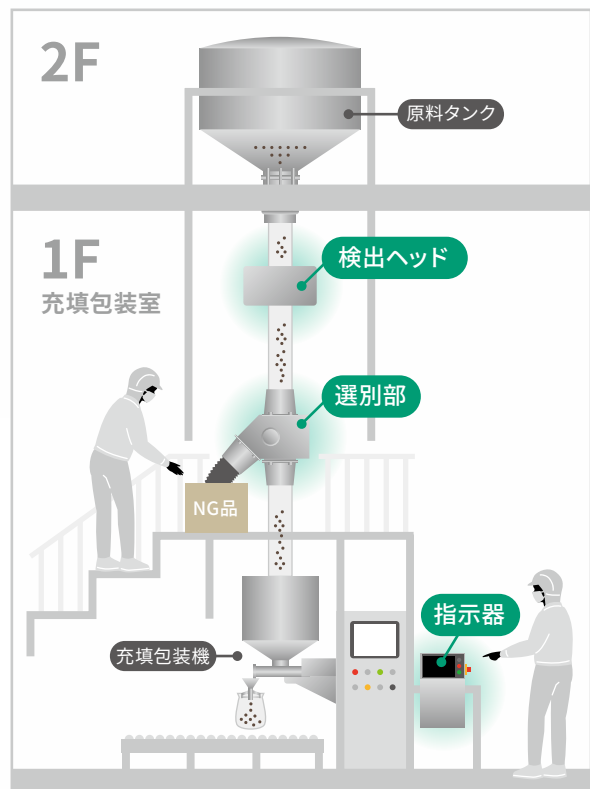 2F
原料タンク
1F
充填包装室
検出ヘッド
選別部
NG品
指示器
充填包装機